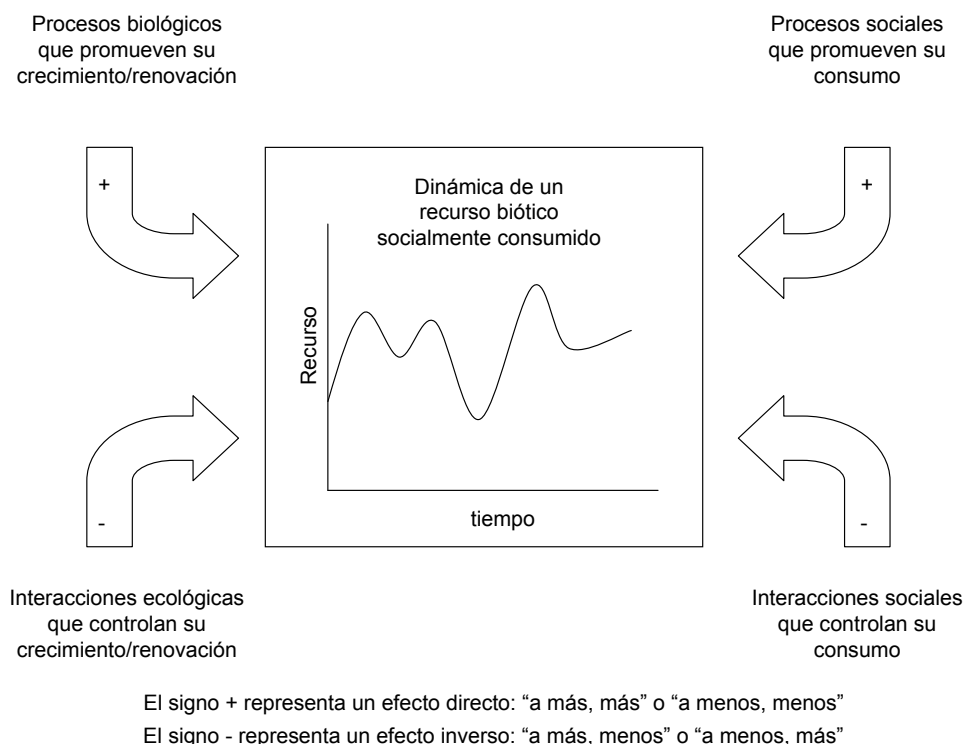 Procesos biológicos
que promueven su
crecimiento/renovación
Procesos sociales
que promueven su
consumo
+
+
Dinámica de un
recurso biótico
socialmente consumido
Recurso
tiempo
-
-
Interacciones ecológicas
que controlan su
crecimiento/renovación
Interacciones sociales
que controlan su
consumo
El signo + representa un efecto directo: “a más, más” o “a menos, menos”
El signo - representa un efecto inverso: “a más, menos” o “a menos, más”